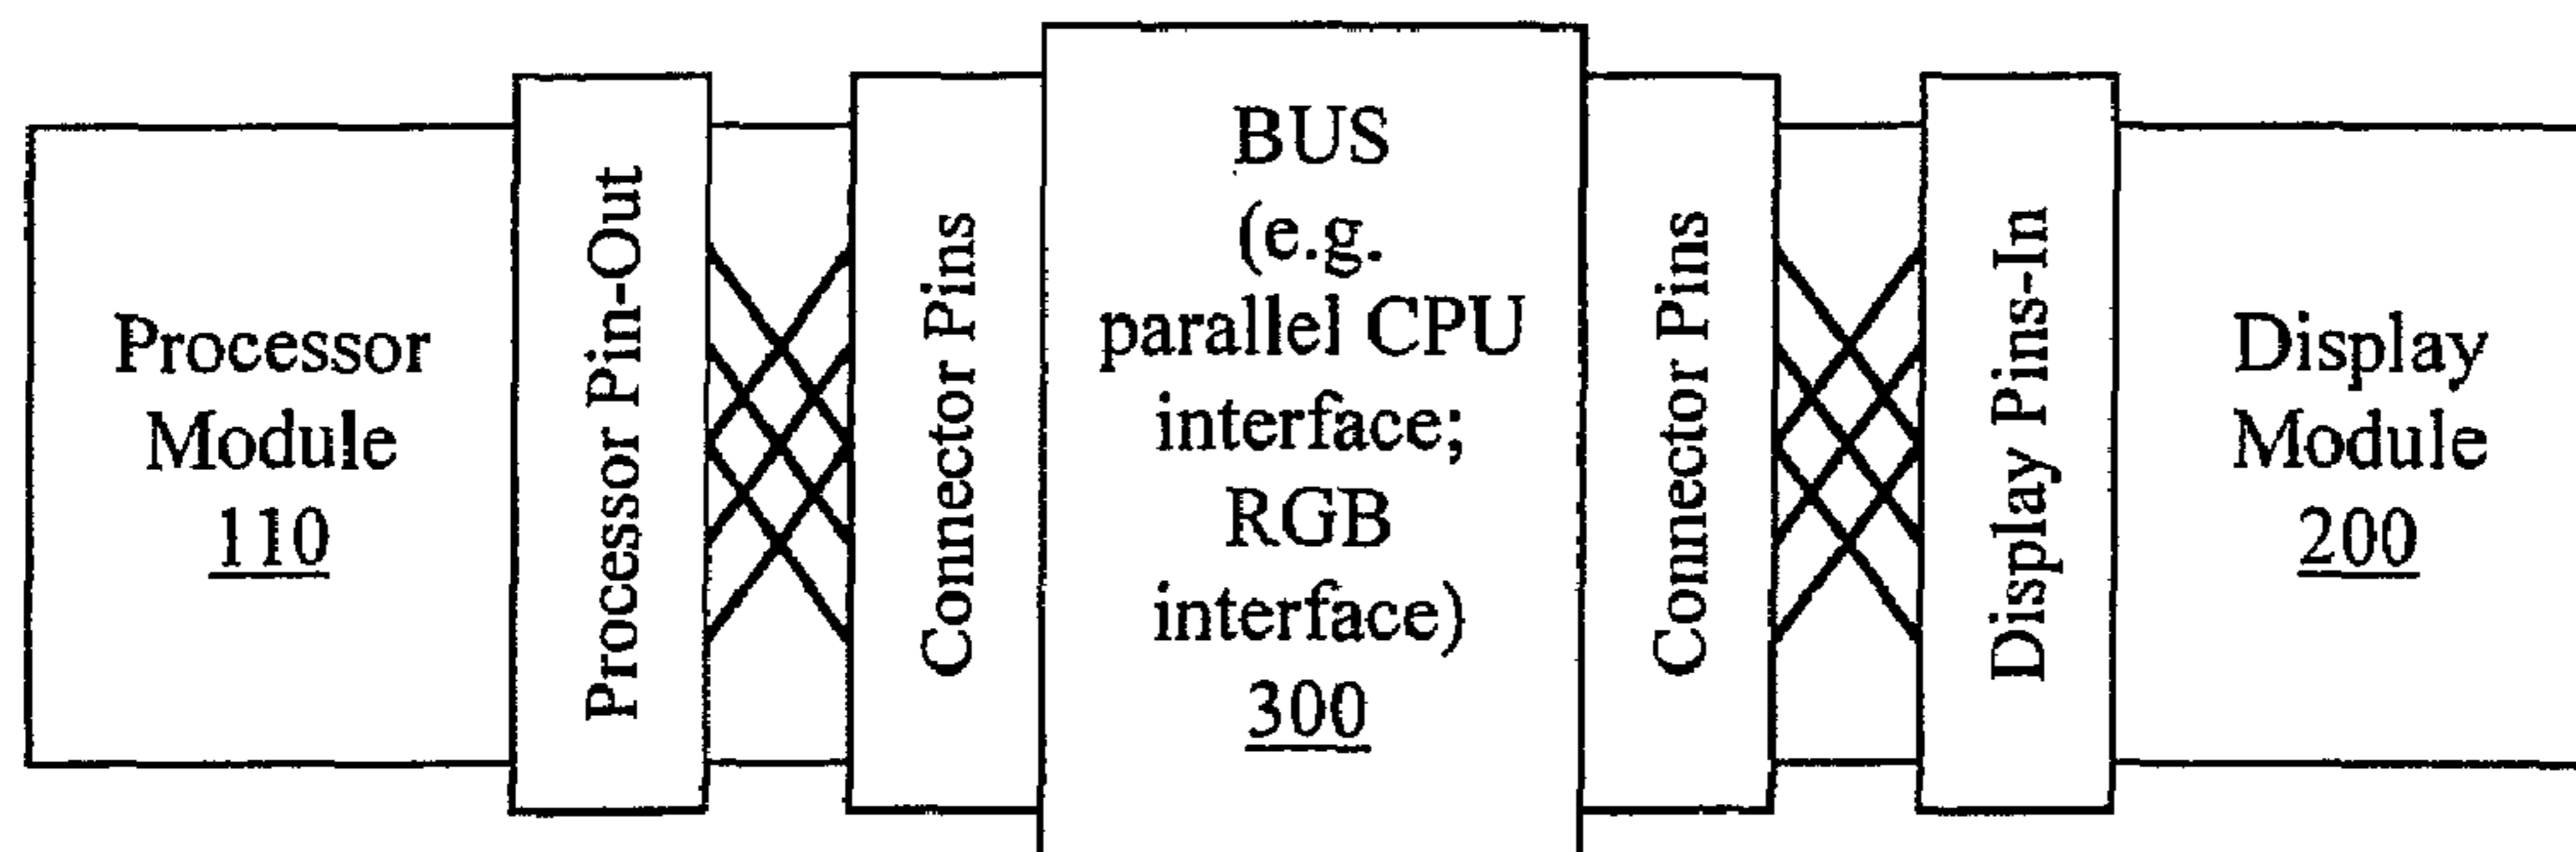 Processor
Module
110
Processor Pin-Out
Connector Pins
BUS
(e.g.
parallel CPU
interface;
RGB
interface)
300
Connector Pins
Display Pins-In
Display
Module
200